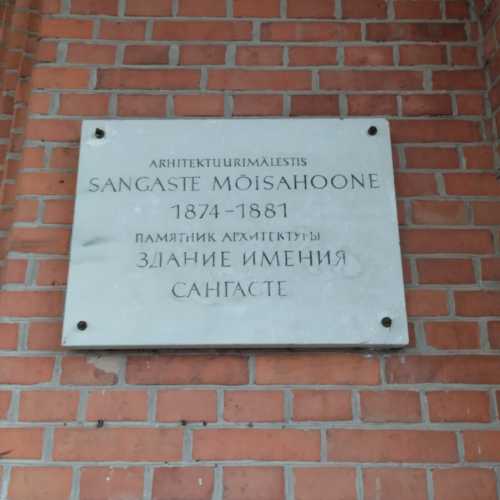 ARHITEKTUURIMÄLESTIS
SANGASTE MÕISAHOONE
1874-1881
ПАМЯТНИК АРХИТЕКТУРЫ
ЗДАНИЕ ИМЕНИЯ
САНГАСТЕ